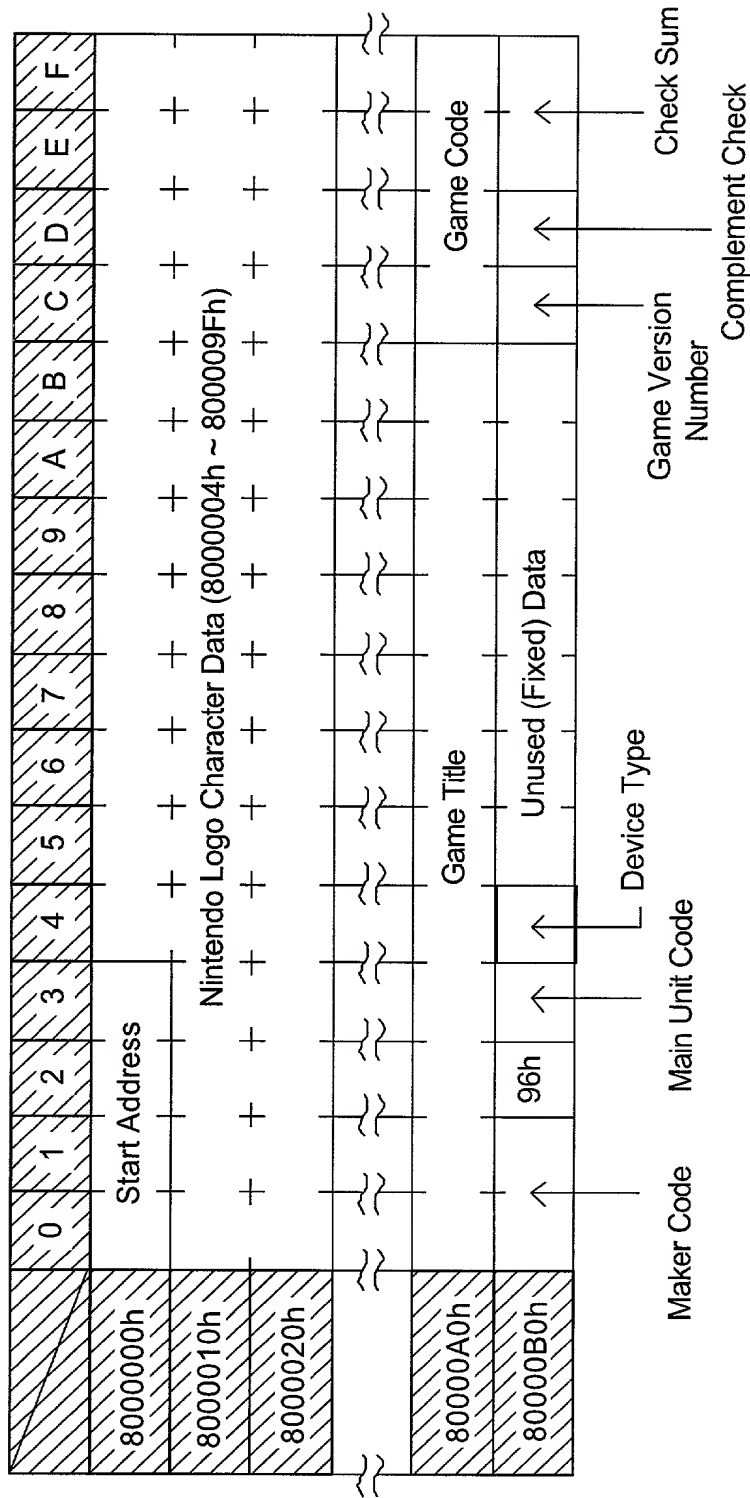 0 1 2 3 4 5 6 7 8 9 A B C D E F
8000000h Start Address
8000010h
Nintendo Logo Character Data (8000004h ~ 800009Fh)
8000020h
80000A0h Game Title Game Code
80000B0h 96h Unused (Fixed) Data
Maker Code
Main Unit Code
Device Type
Game Version
Number
Complement Check
Check Sum